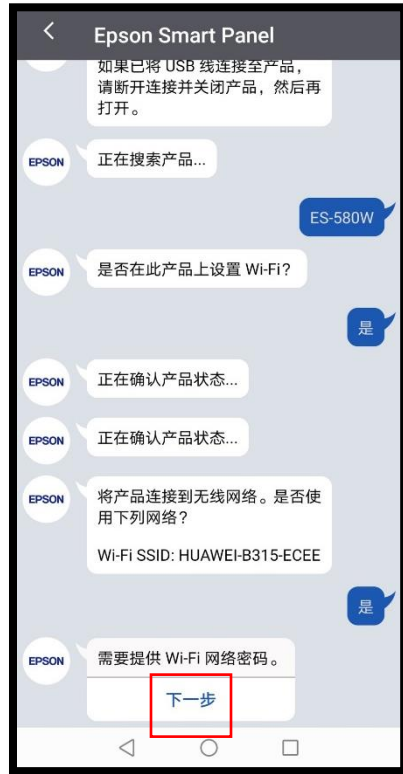 Epson Smart Panel
如果已将 USB 线连接至产品，
请断开连接并关闭产品，然后再
打开。
EPSON
正在搜索产品...
ES-580W
EPSON
是否在此产品上设置 Wi-Fi？
是
EPSON
正在确认产品状态...
EPSON
正在确认产品状态...
EPSON
将产品连接到无线网络。是否使
用下列网络？
Wi-Fi SSID: HUAWEI-B315-ECEE
是
EPSON
需要提供 Wi-Fi 网络密码。
下一步